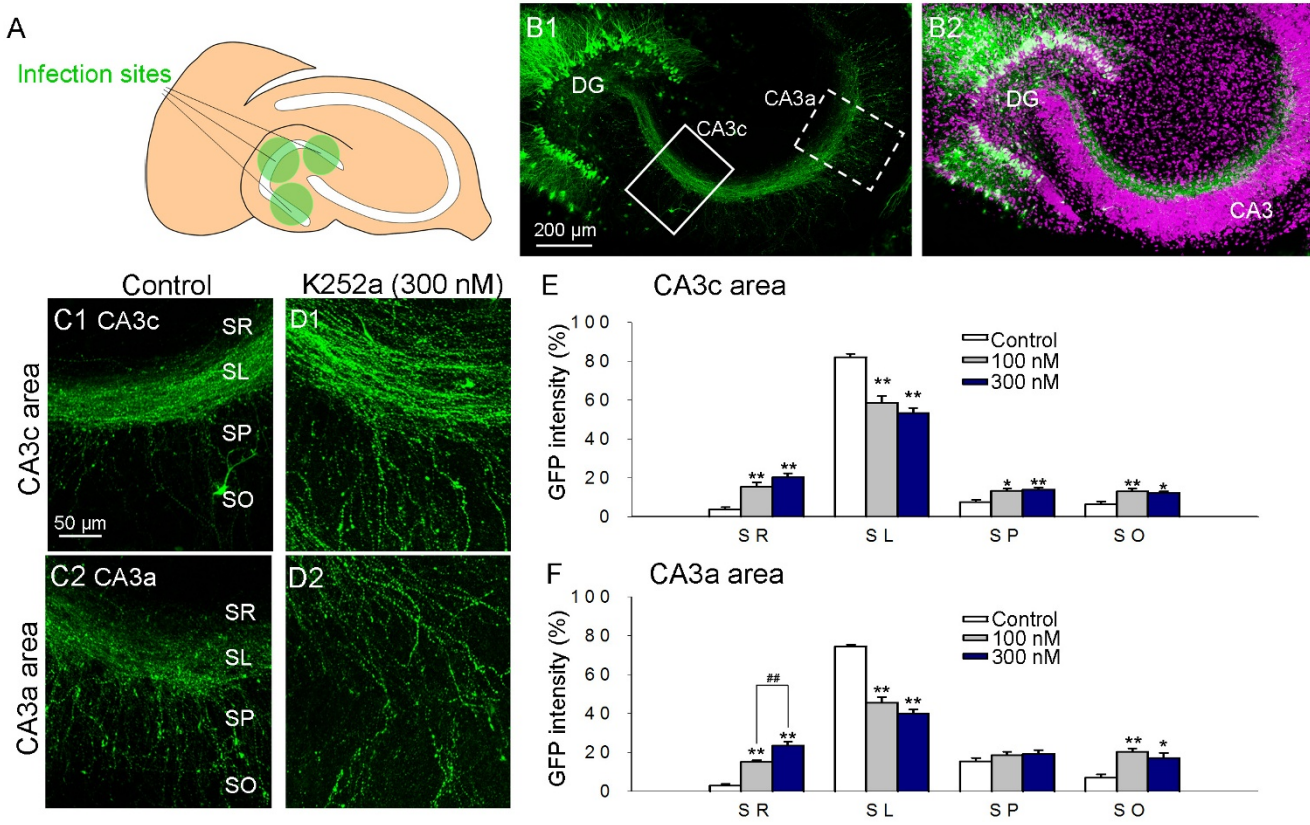 A
Infection sites
B1
DG
CA3a
CA3c
200 µm
B2
DG
CA3
Control
K252a (300 nM)
CA3c area
C1 CA3c
SR
SL
SP
SO
50 µm
D1
CA3a area
C2 CA3a
SR
SL
SP
SO
D2
E
CA3c area
GFP intensity (%)
100
80
60
40
20
0
Control
100 nM
300 nM
** **
** **
* **
** *
SR SL SP SO
F
CA3a area
GFP intensity (%)
100
80
60
40
20
0
Control
100 nM
300 nM
##
** **
** **
** *
SR SL SP SO